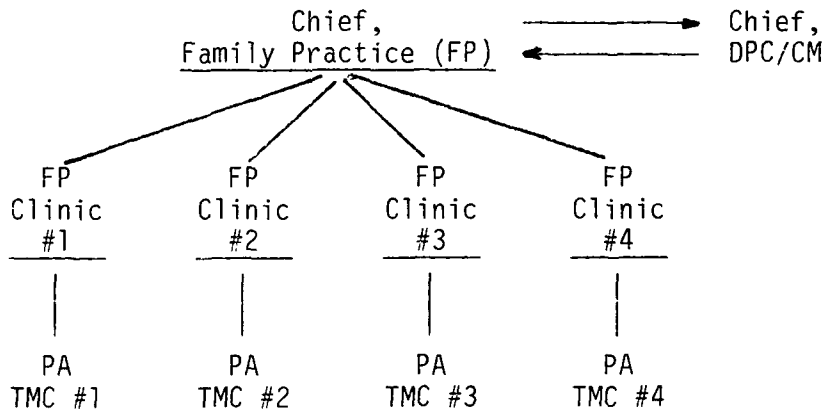 Chief,
Family Practice (FP)
Chief,
DPC/CM
FP
Clinic
#1
FP
Clinic
#2
FP
Clinic
#3
FP
Clinic
#4
PA
TMC #1
PA
TMC #2
PA
TMC #3
PA
TMC #4